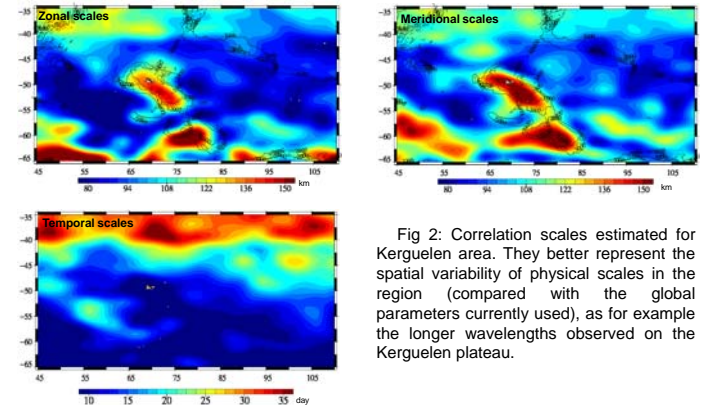 Zonal scales
-40
-45
-50
-55
-60
-65
45 55 65 75 85 95 105
80 94 108 122 136 150 km
Meridional scales
-40
-45
-50
-55
-60
-65
45 55 65 75 85 95 105
80 94 108 122 136 150 km
Temporal scales
-35
-40
-45
-50
-55
-60
-65
45 55 65 75 85 95 105
10 15 20 25 30 35 day
Fig 2: Correlation scales estimated for
Kerguelen area. They better represent the
spatial variability of physical scales in the
region (compared with the global
parameters currently used), as for example
the longer wavelengths observed on the
Kerguelen plateau.